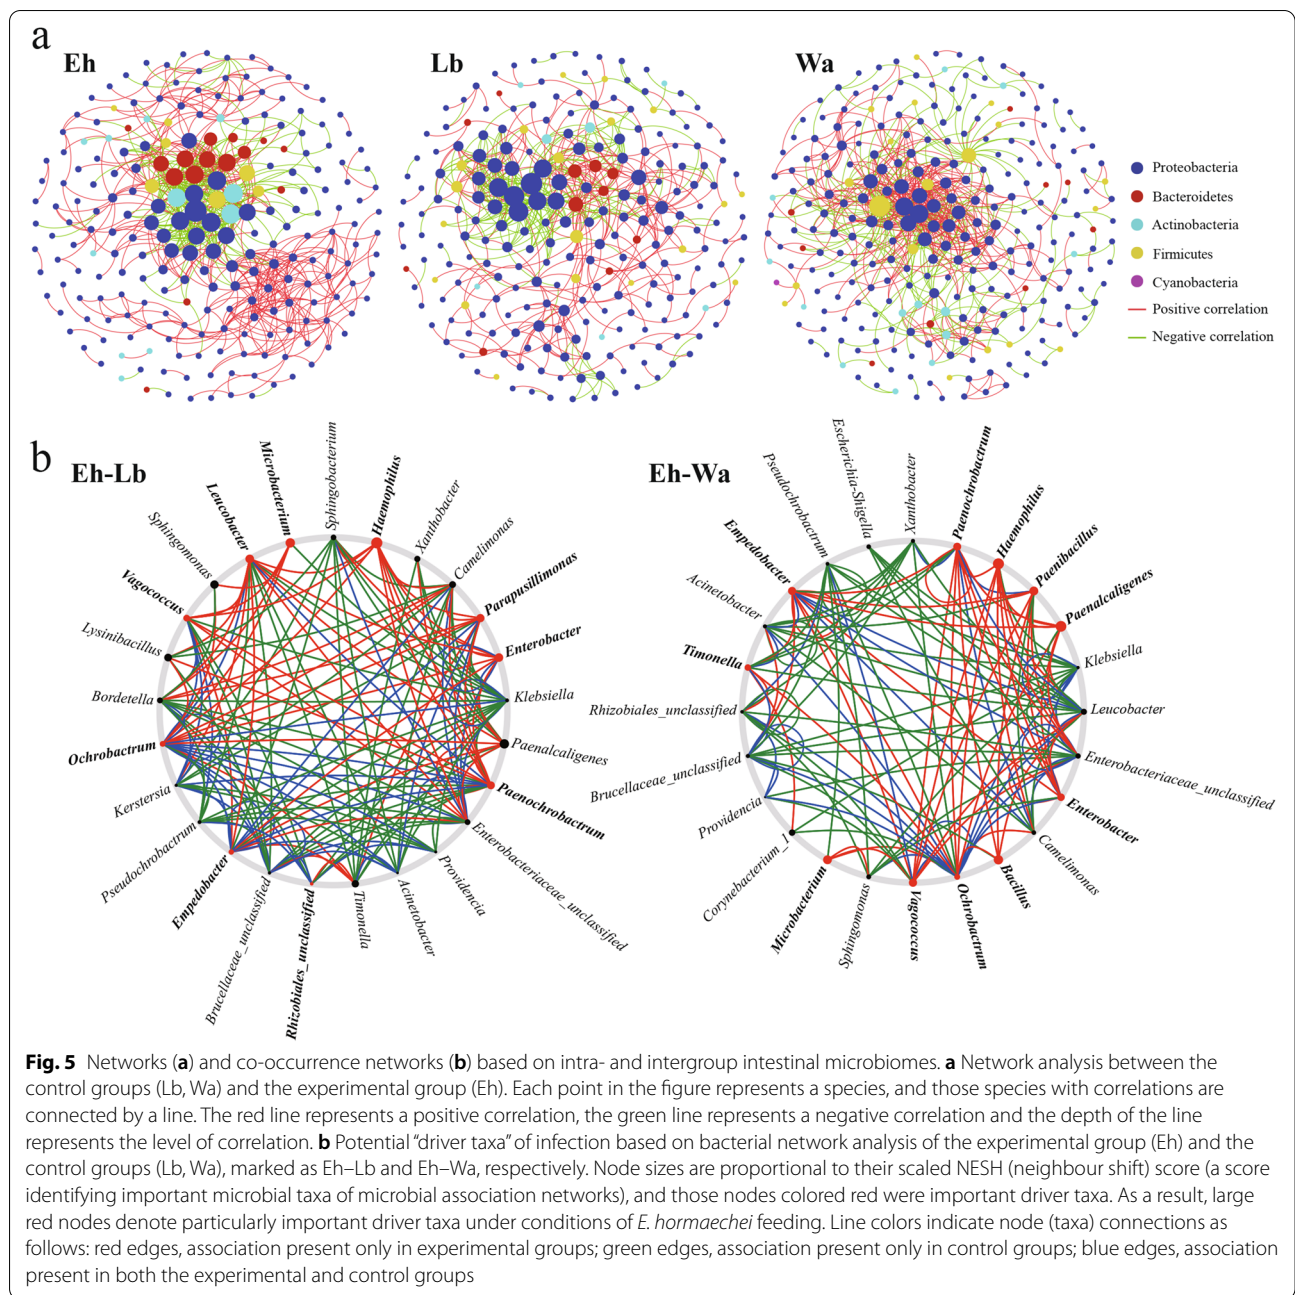 a
Eh
Lb
Wa
Proteobacteria
Bacteroidetes
Actinobacteria
Firmicutes
Cyanobacteria
Positive correlation
Negative correlation
b
Eh-Lb
Sphingobacterium
Haemophilus
Xanthobacter
Camelimonas
Parapusillimonas
Enterobacter
Klebsiella
Paenalcaligenes
Paenochrobactrum
Enterobacteriaceae_unclassified
Providencia
Acinetobacter
Timonella
Rhizobiales_unclassified
Brucellaceae_unclassified
Empedobacter
Pseudochrobactrum
Kerstersia
Ochrobactrum
Bordetella
Lysinibacillus
Vagococcus
Sphingomonas
Leucobacter
Microbacterium
Eh-Wa
Xanthobacter
Paenochrobactrum
Haemophilus
Paenibacillus
Paenalcaligenes
Klebsiella
Leucobacter
Enterobacteriaceae_unclassified
Enterobacter
Camelimonas
Bacillus
Ochrobactrum
Vagococcus
Sphingomonas
Microbacterium
Corynebacterium_1
Providencia
Brucellaceae_unclassified
Rhizobiales_unclassified
Timonella
Acinetobacter
Empedobacter
Pseudochrobactrum
Escherichia-Shigella
Fig. 5 Networks (a) and co-occurrence networks (b) based on intra- and intergroup intestinal microbiomes. a Network analysis between the
control groups (Lb, Wa) and the experimental group (Eh). Each point in the figure represents a species, and those species with correlations are
connected by a line. The red line represents a positive correlation, the green line represents a negative correlation and the depth of the line
represents the level of correlation. b Potential “driver taxa” of infection based on bacterial network analysis of the experimental group (Eh) and the
control groups (Lb, Wa), marked as Eh–Lb and Eh–Wa, respectively. Node sizes are proportional to their scaled NESH (neighbour shift) score (a score
identifying important microbial taxa of microbial association networks), and those nodes colored red were important driver taxa. As a result, large
red nodes denote particularly important driver taxa under conditions of E. hormaechei feeding. Line colors indicate node (taxa) connections as
follows: red edges, association present only in experimental groups; green edges, association present only in control groups; blue edges, association
present in both the experimental and control groups